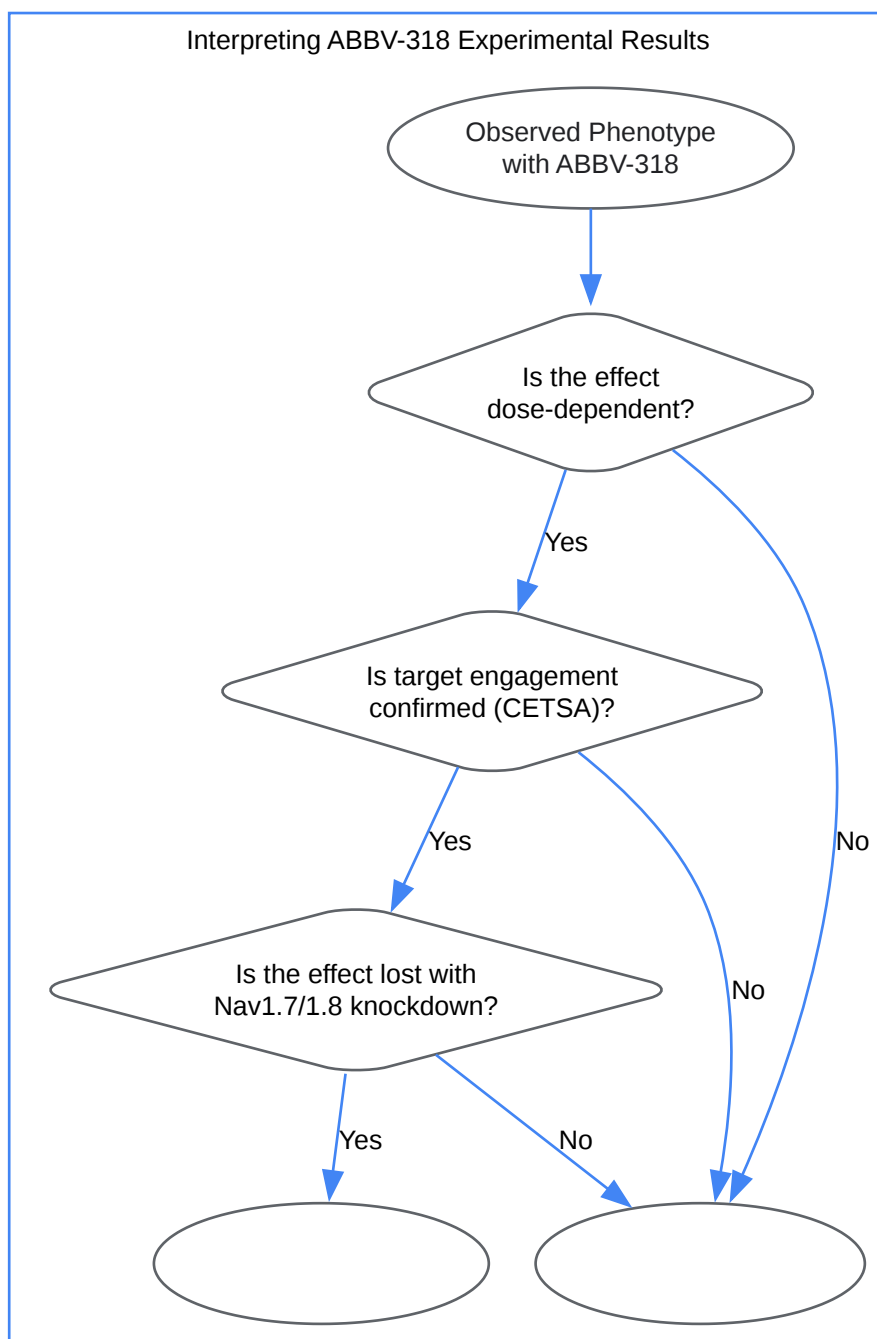 Interpreting ABBV-318 Experimental Results
Observed Phenotype
with ABBV-318
Is the effect
dose-dependent?
Yes
Is target engagement
confirmed (CETSA)?
Yes
No
Is the effect lost with
Nav1.7/1.8 knockdown?
No
Yes
No